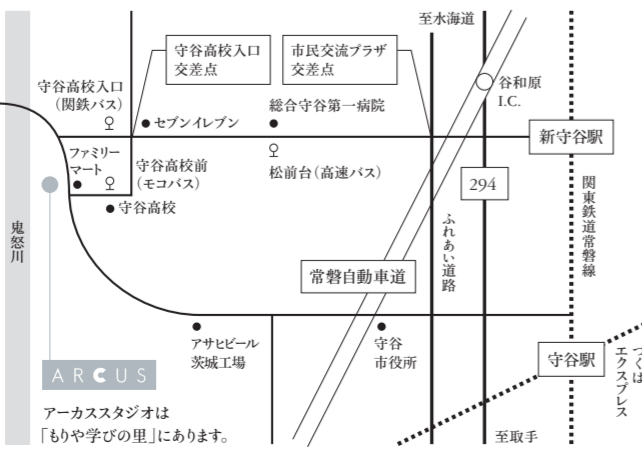 至水海道
守谷高校入口
交差点
市民交流プラザ
交差点
守谷高校入口
（関鉄バス）
セブンイレブン
総合守谷第一病院
谷和原
I.C.
新守谷駅
ファミリー
マート
守谷高校前
（モコバス）
松前台（高速バス）
294
守谷高校
鬼怒川
ふれあい道路
関東鉄道常磐線
常磐自動車道
アサヒビール
茨城工場
守谷
市役所
守谷駅
つくば
エクスプレス
ARCUS
アーカススタジオは
「もりや学びの里」にあります。
至取手